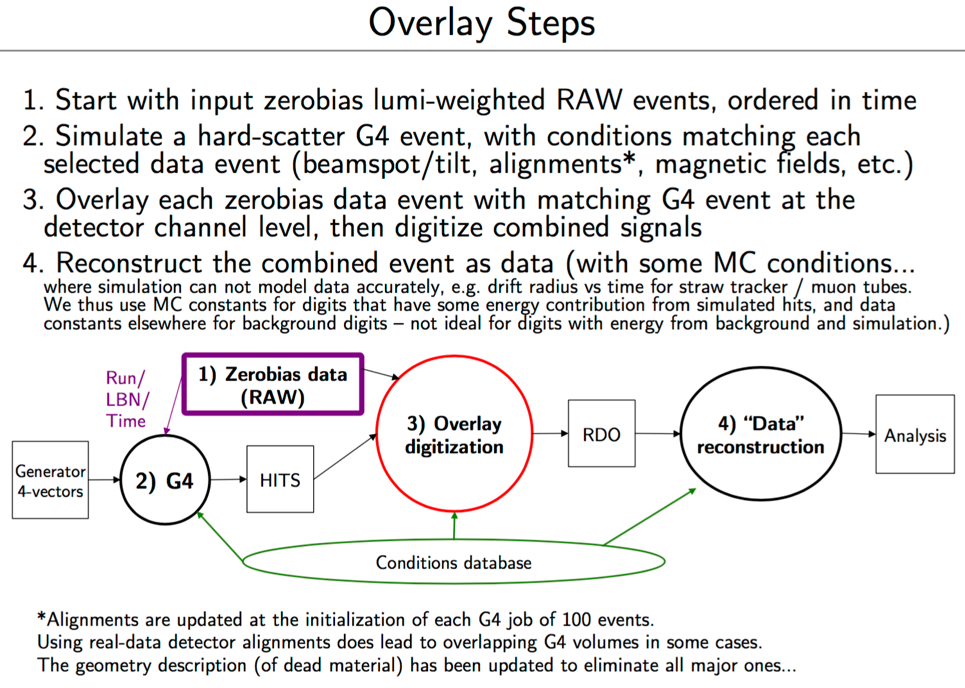 Overlay Steps
1. Start with input zerobias lumi-weighted RAW events, ordered in time
2. Simulate a hard-scatter G4 event, with conditions matching each
selected data event (beamspot/tilt, alignments*, magnetic fields, etc.)
3. Overlay each zerobias data event with matching G4 event at the
detector channel level, then digitize combined signals
4. Reconstruct the combined event as data (with some MC conditions...
where simulation can not model data accurately, e.g. drift radius vs time for straw tracker / muon tubes.
We thus use MC constants for digits that have some energy contribution from simulated hits, and data
constants elsewhere for background digits – not ideal for digits with energy from background and simulation.)
Run/
LBN/
Time
1) Zerobias data
(RAW)
Generator
4-vectors
2) G4
HITS
3) Overlay
digitization
RDO
4) “Data”
reconstruction
Analysis
Conditions database
*Alignments are updated at the initialization of each G4 job of 100 events.
Using real-data detector alignments does lead to overlapping G4 volumes in some cases.
The geometry description (of dead material) has been updated to eliminate all major ones...